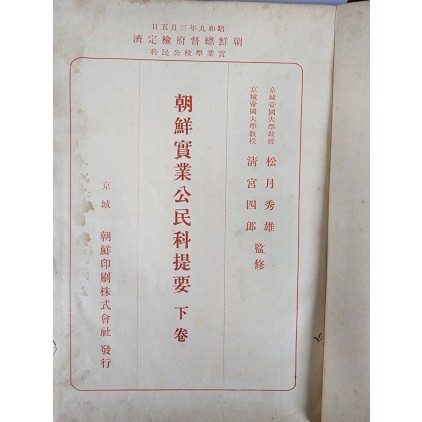 昭和九年三月五日
朝鮮總督府檢定濟
實業學校公民科
京城帝國大學教授 松月秀雄
京城帝國大學教授 清宮四郎
監修
朝鮮實業公民科提要 下卷
京城 朝鮮印刷株式會社 發行